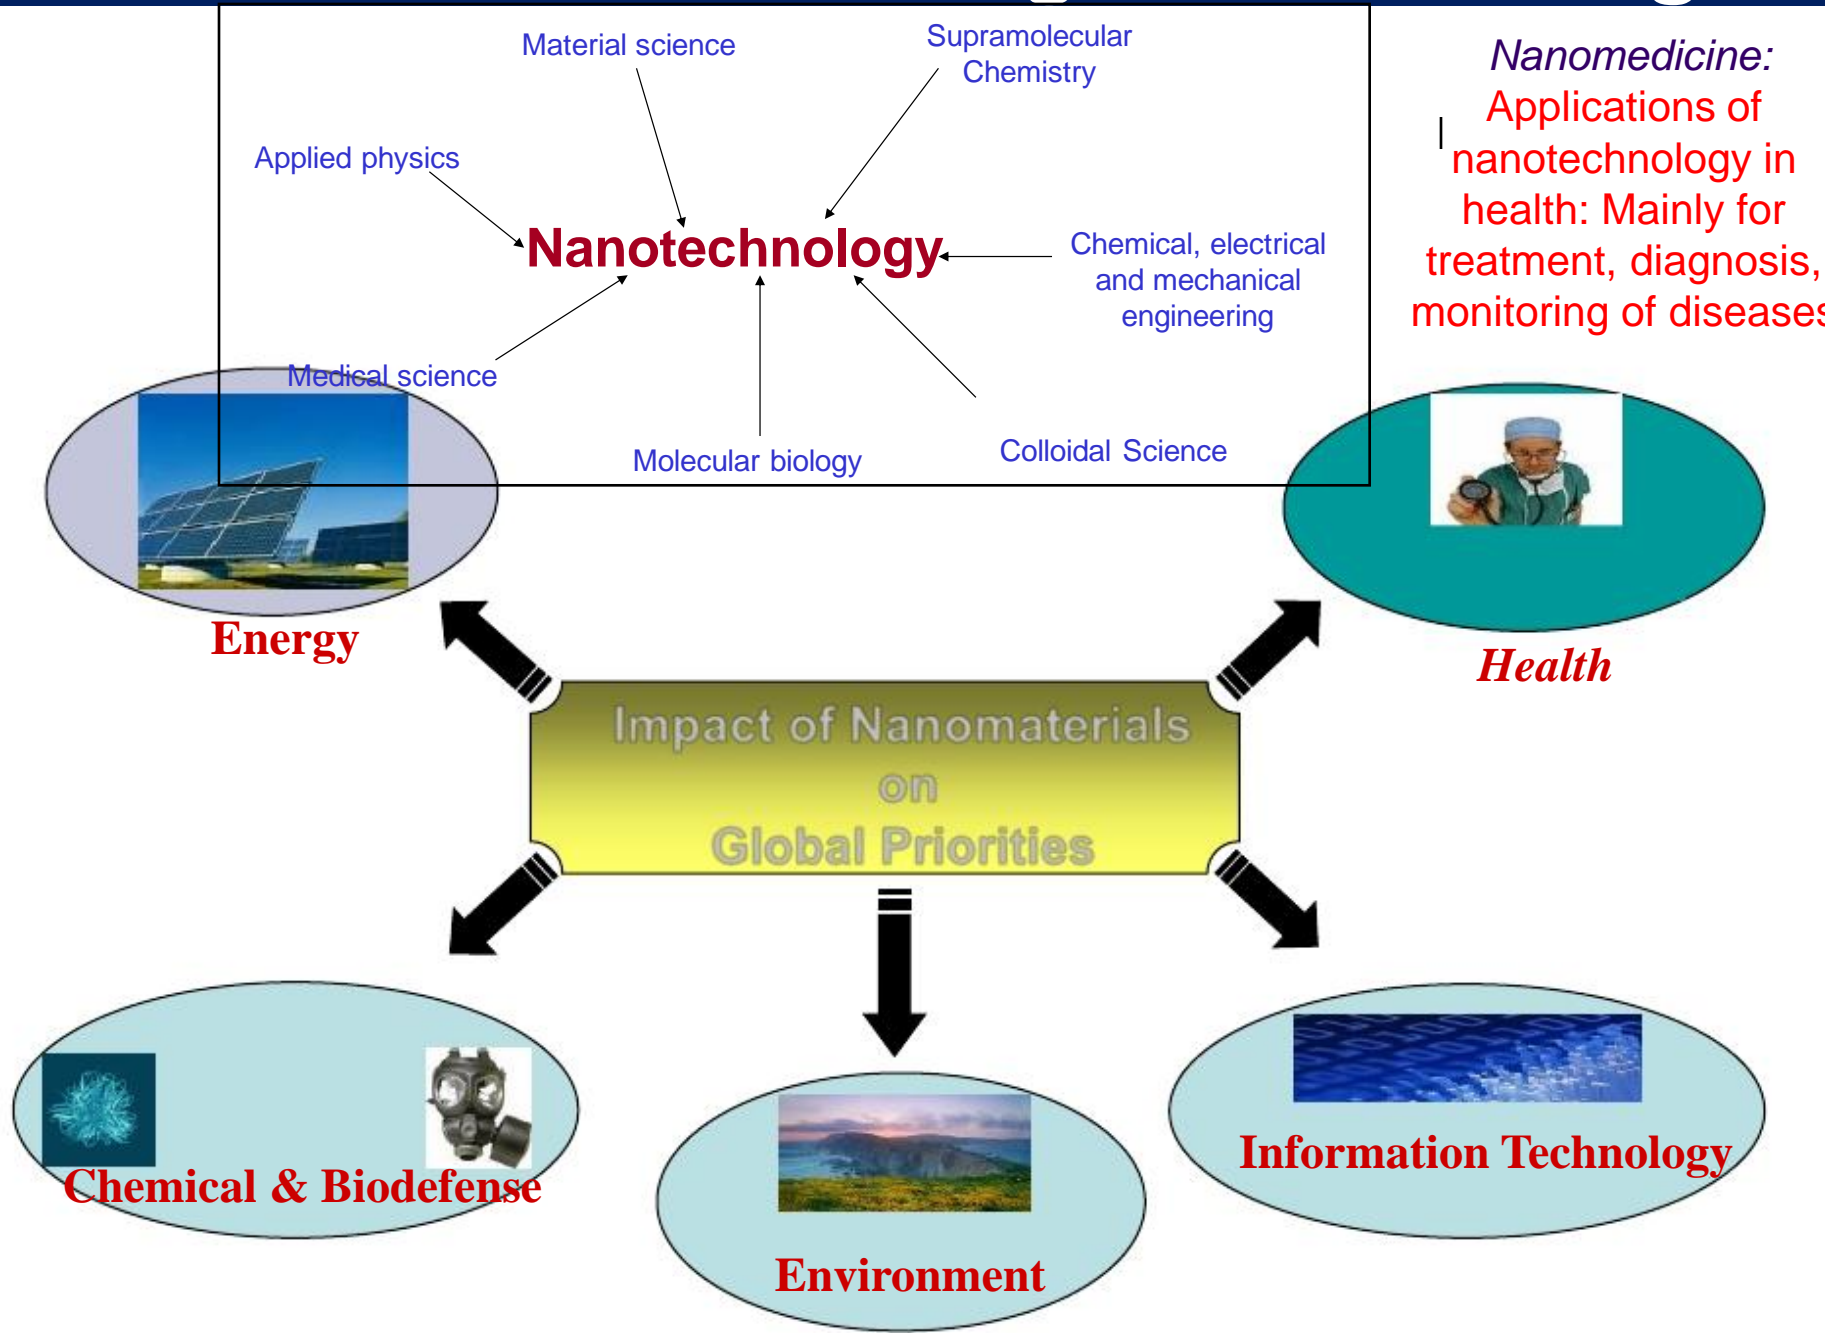 Material science
Supramolecular
Chemistry
Applied physics
Nanotechnology
Chemical, electrical
and mechanical
engineering
Medical science
Molecular biology
Colloidal Science
Nanomedicine:
Applications of
nanotechnology in
health: Mainly for
treatment, diagnosis,
monitoring of diseases
Energy
Health
Impact of Nanomaterials
on
Global Priorities
Chemical & Biodefense
Environment
Information Technology